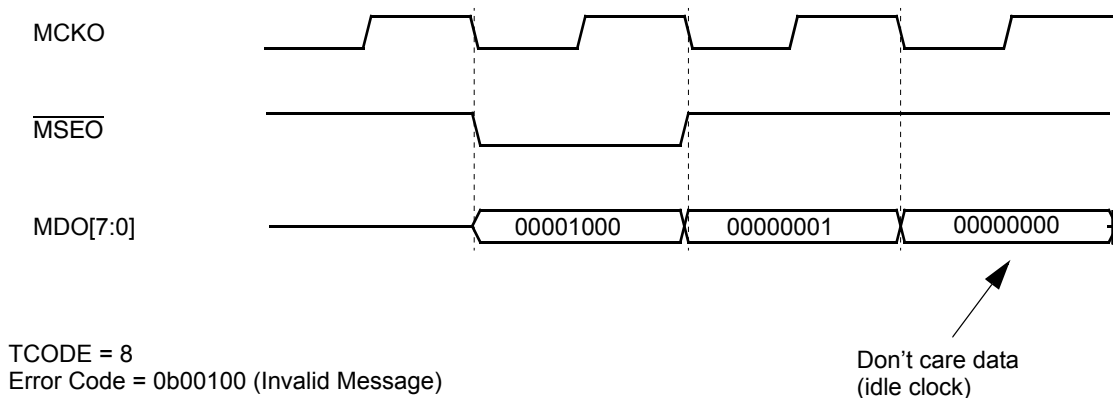 MCKO
MSEO
MDO[7:0]
00001000
00000001
00000000
TCODE = 8
Error Code = 0b00100 (Invalid Message)
Don't care data
(idle clock)